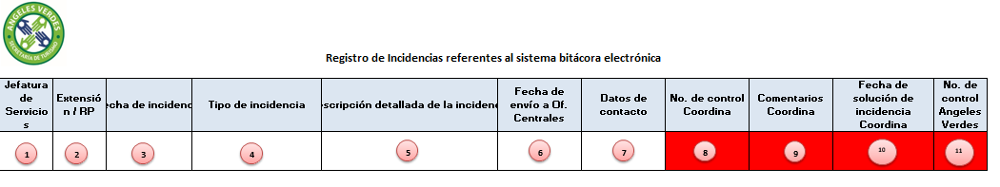 ANGELES VERDES
SECRETARÍA DE TURISMO
Registro de Incidencias referentes al sistema bitácora electrónica
Jefatura
de
Servicio
s
Extensió
n / RP
echa de incidenc
Tipo de incidencia
escripción detallada de la incidenc
Fecha de
envío a Of.
Centrales
Datos de
contacto
No. de control
Coordina
Comentarios
Coordina
Fecha de
solución de
incidencia
Coordina
No. de
control
Angeles
Verdes
1
2
3
4
5
6
7
8
9
10
11